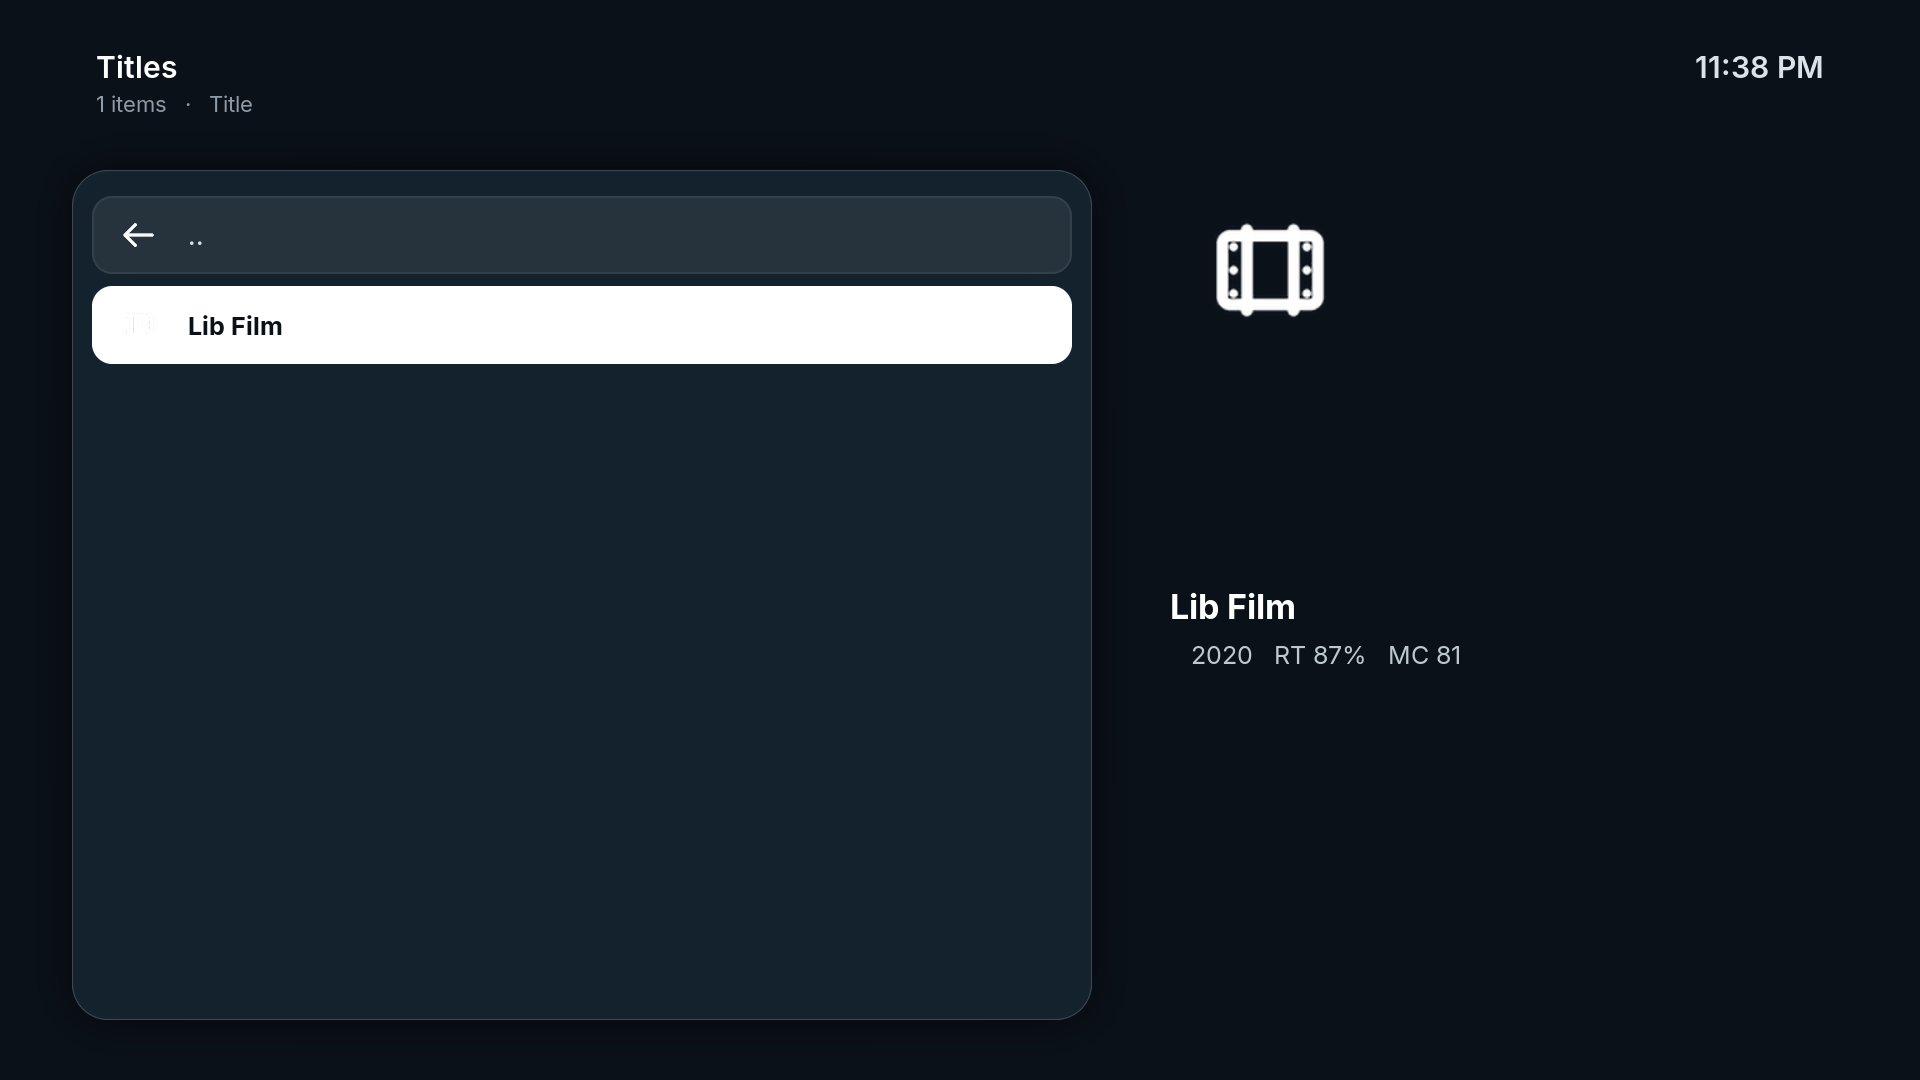 Titles
11:38 PM
1 items · Title
..
Lib Film
Lib Film
2020 RT 87% MC 81